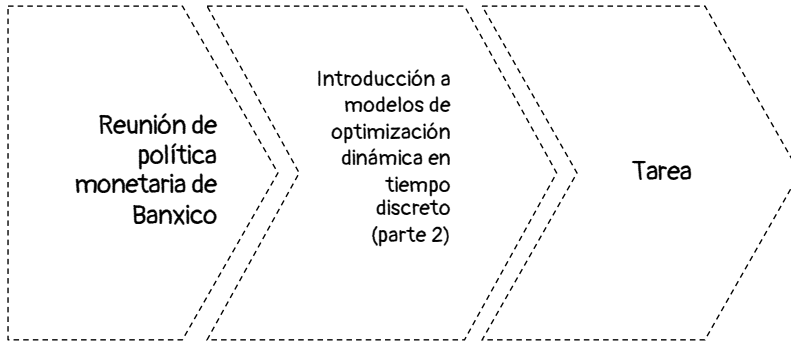 Reunión de
política
monetaria de
Banxico
Introducción a
modelos de
optimización
dinámica en
tiempo
discreto
(parte 2)
Tarea